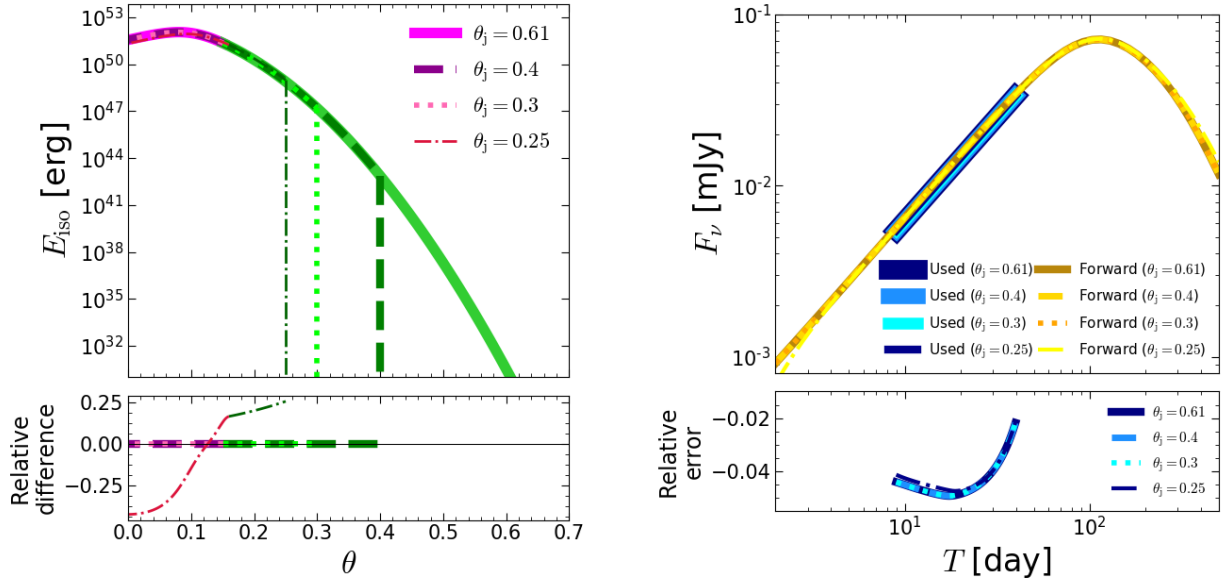 10^53
10^50
10^47
10^44
10^41
10^38
10^35
10^32
E_iso [erg]
θ_j = 0.61
θ_j = 0.4
θ_j = 0.3
θ_j = 0.25
0.25
0.00
−0.25
Relative
difference
0.0 0.1 0.2 0.3 0.4 0.5 0.6 0.7
θ
10^-1
10^-2
10^-3
F_ν [mJy]
Used (θ_j = 0.61) Forward (θ_j = 0.61)
Used (θ_j = 0.4) Forward (θ_j = 0.4)
Used (θ_j = 0.3) Forward (θ_j = 0.3)
Used (θ_j = 0.25) Forward (θ_j = 0.25)
−0.02
−0.04
Relative
error
θ_j = 0.61
θ_j = 0.4
θ_j = 0.3
θ_j = 0.25
10^1 10^2
T [day]